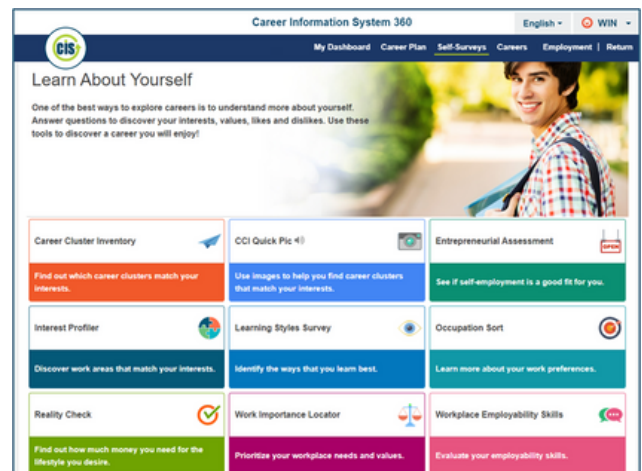 Career Information System 360
English
WIN
CIS
My Dashboard Career Plan Self-Surveys Careers Employment | Return
Learn About Yourself
One of the best ways to explore careers is to understand more about yourself.
Answer questions to discover your interests, values, likes and dislikes. Use these
tools to discover a career you will enjoy!
Career Cluster Inventory
Find out which career clusters match your
interests.
CCI Quick Pic
Use images to help you find career clusters
that match your interests.
Entrepreneurial Assessment
OPEN
See if self-employment is a good fit for you.
Interest Profiler
Discover work areas that match your interests.
Learning Styles Survey
Identify the ways that you learn best.
Occupation Sort
Learn more about your work preferences.
Reality Check
Find out how much money you need for the
lifestyle you desire.
Work Importance Locator
Prioritize your workplace needs and values.
Workplace Employability Skills
Evaluate your employability skills.